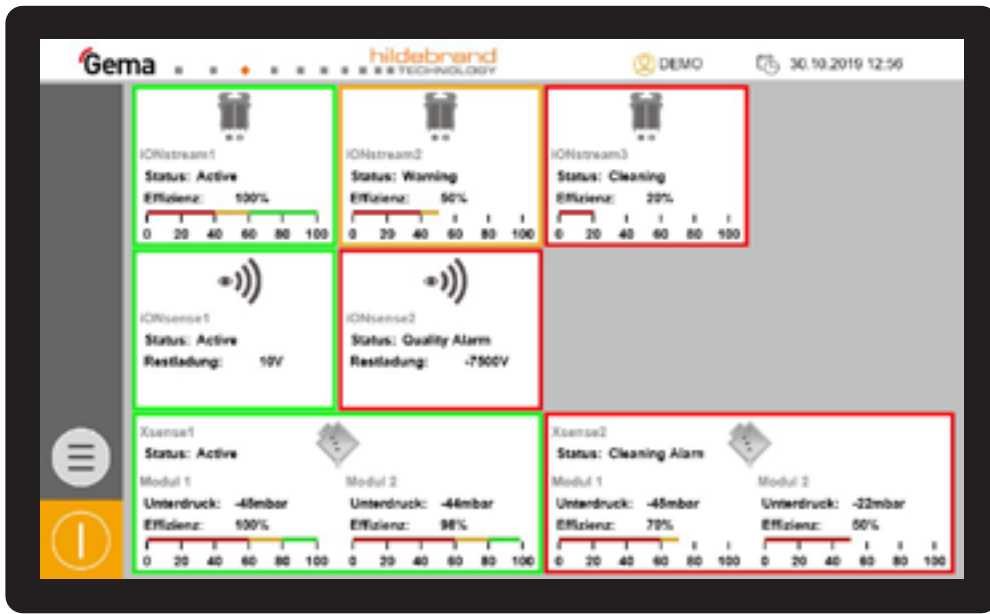 Gema hildebrand TECHNOLOGY DEMO 30.10.2019 12:56
iONstream1 iONstream2 iONstream3
Status: Active Status: Warning Status: Cleaning
Effizienz: 100% Effizienz: 50% Effizienz: 20%
0 20 40 60 80 100 0 20 40 60 80 100 0 20 40 60 80 100
iONsense1 iONsense2
Status: Active Status: Quality Alarm
Restladung: 10V Restladung: -7500V
Xsense1 Xsense2
Status: Active Status: Cleaning Alarm
Modul 1 Modul 2 Modul 1 Modul 2
Unterdruck: -45mbar Unterdruck: -44mbar Unterdruck: -45mbar Unterdruck: -22mbar
Effizienz: 100% Effizienz: 98% Effizienz: 70% Effizienz: 50%
0 20 40 60 80 100 0 20 40 60 80 100 0 20 40 60 80 100 0 20 40 60 80 100